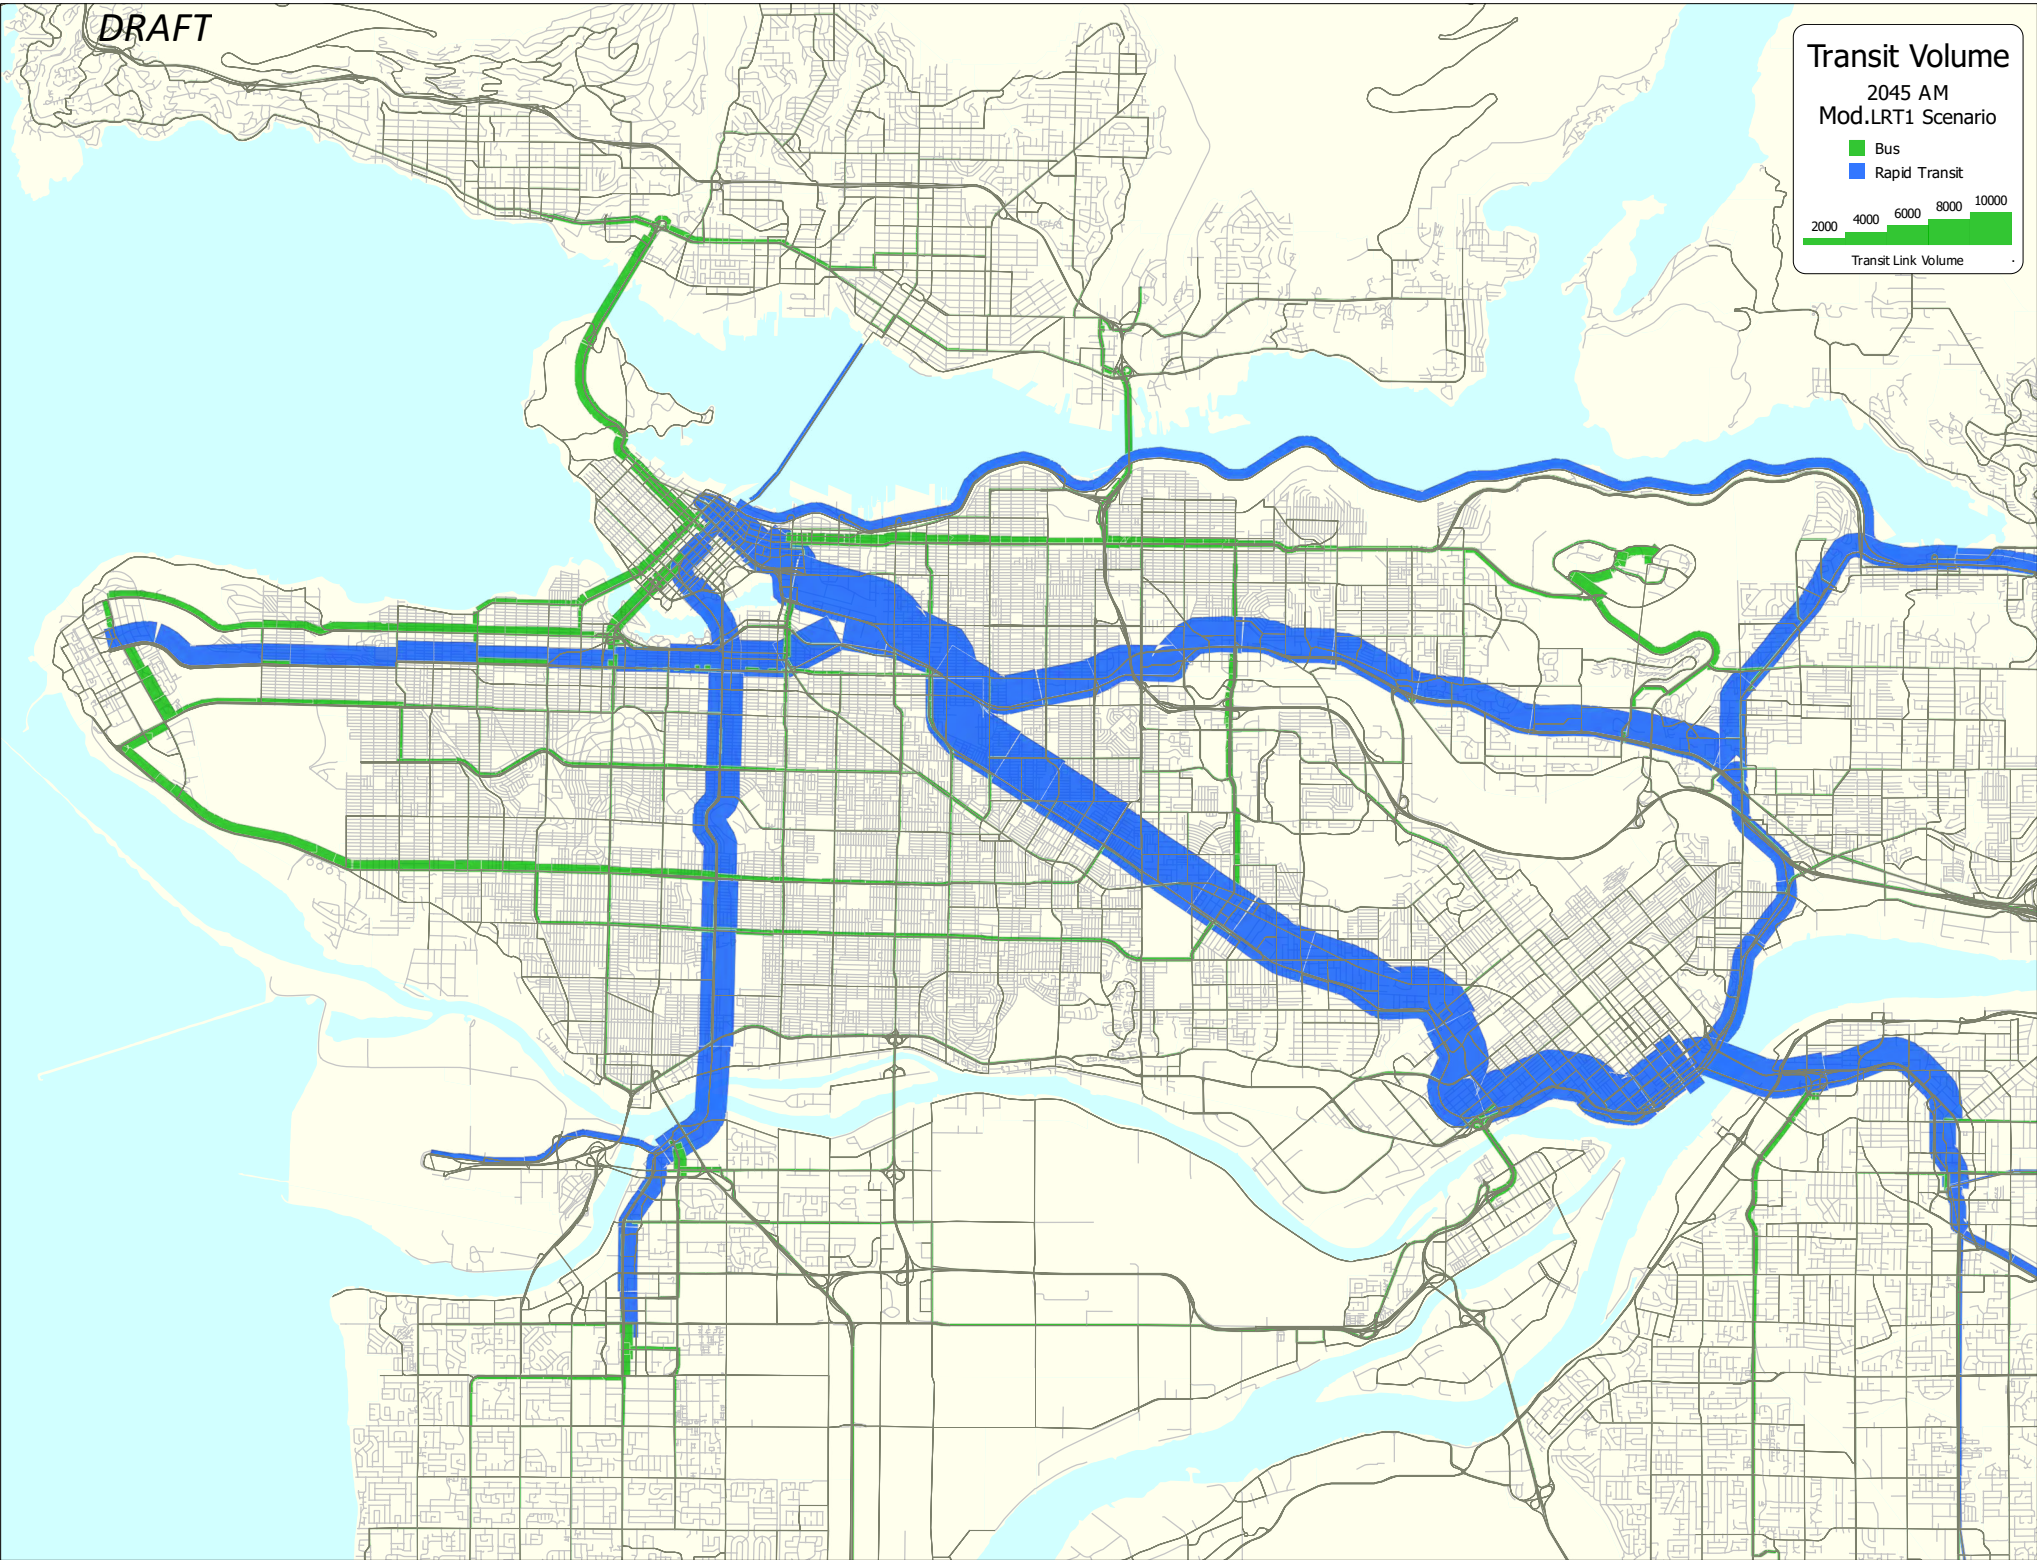 DRAFT
Transit Volume
2045 AM
Mod.LRT1 Scenario
Bus
Rapid Transit
2000 4000 6000 8000 10000
Transit Link Volume